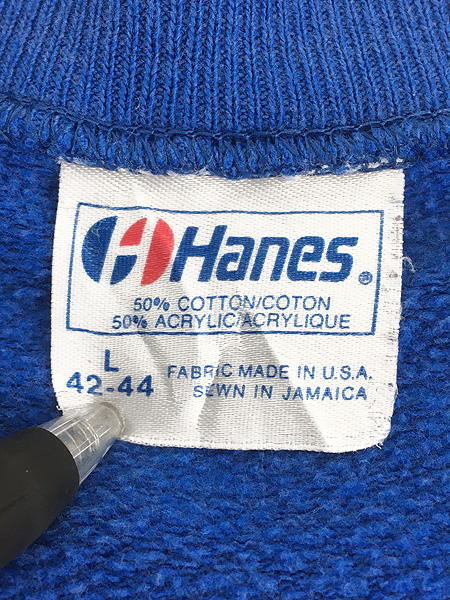 Hanes®
50% COTTON/COTON
50% ACRYLIC/ACRYLIQUE
L
42-44
FABRIC MADE IN U.S.A.
SEWN IN JAMAICA